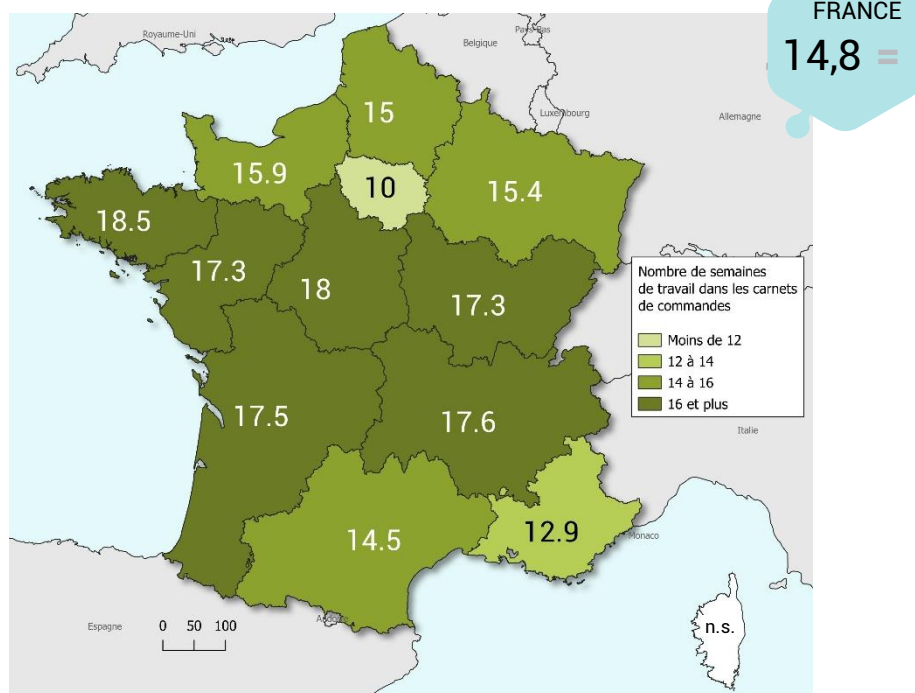 FRANCE
14,8 =
Royaume-Uni
Pays-Bas
Belgique
Luxembourg
Allemagne
15
15.9
10
15.4
18.5
17.3
18
17.3
Nombre de semaines
de travail dans les carnets
de commandes
Moins de 12
12 à 14
14 à 16
16 et plus
17.5
17.6
Italie
14.5
12.9
Monaco
Andorre
Espagne
0 50 100
n.s.